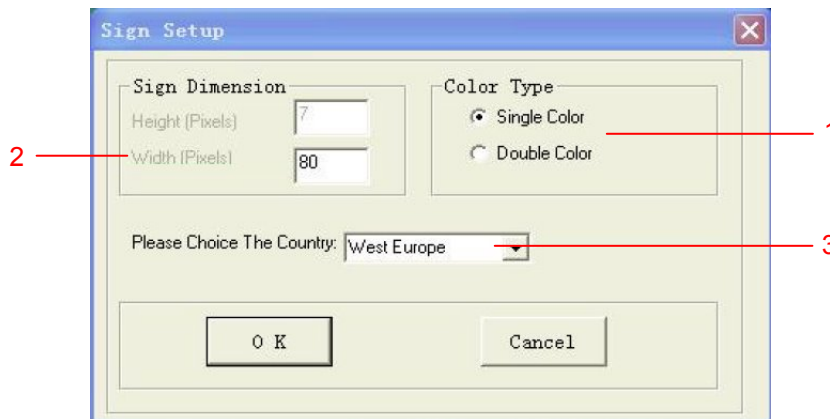 Sign Setup
Sign Dimension
Height (Pixels) 7
2 Width (Pixels) 80
Color Type
Single Color
1
Double Color
Please Choice The Country: West Europe 3
O K Cancel